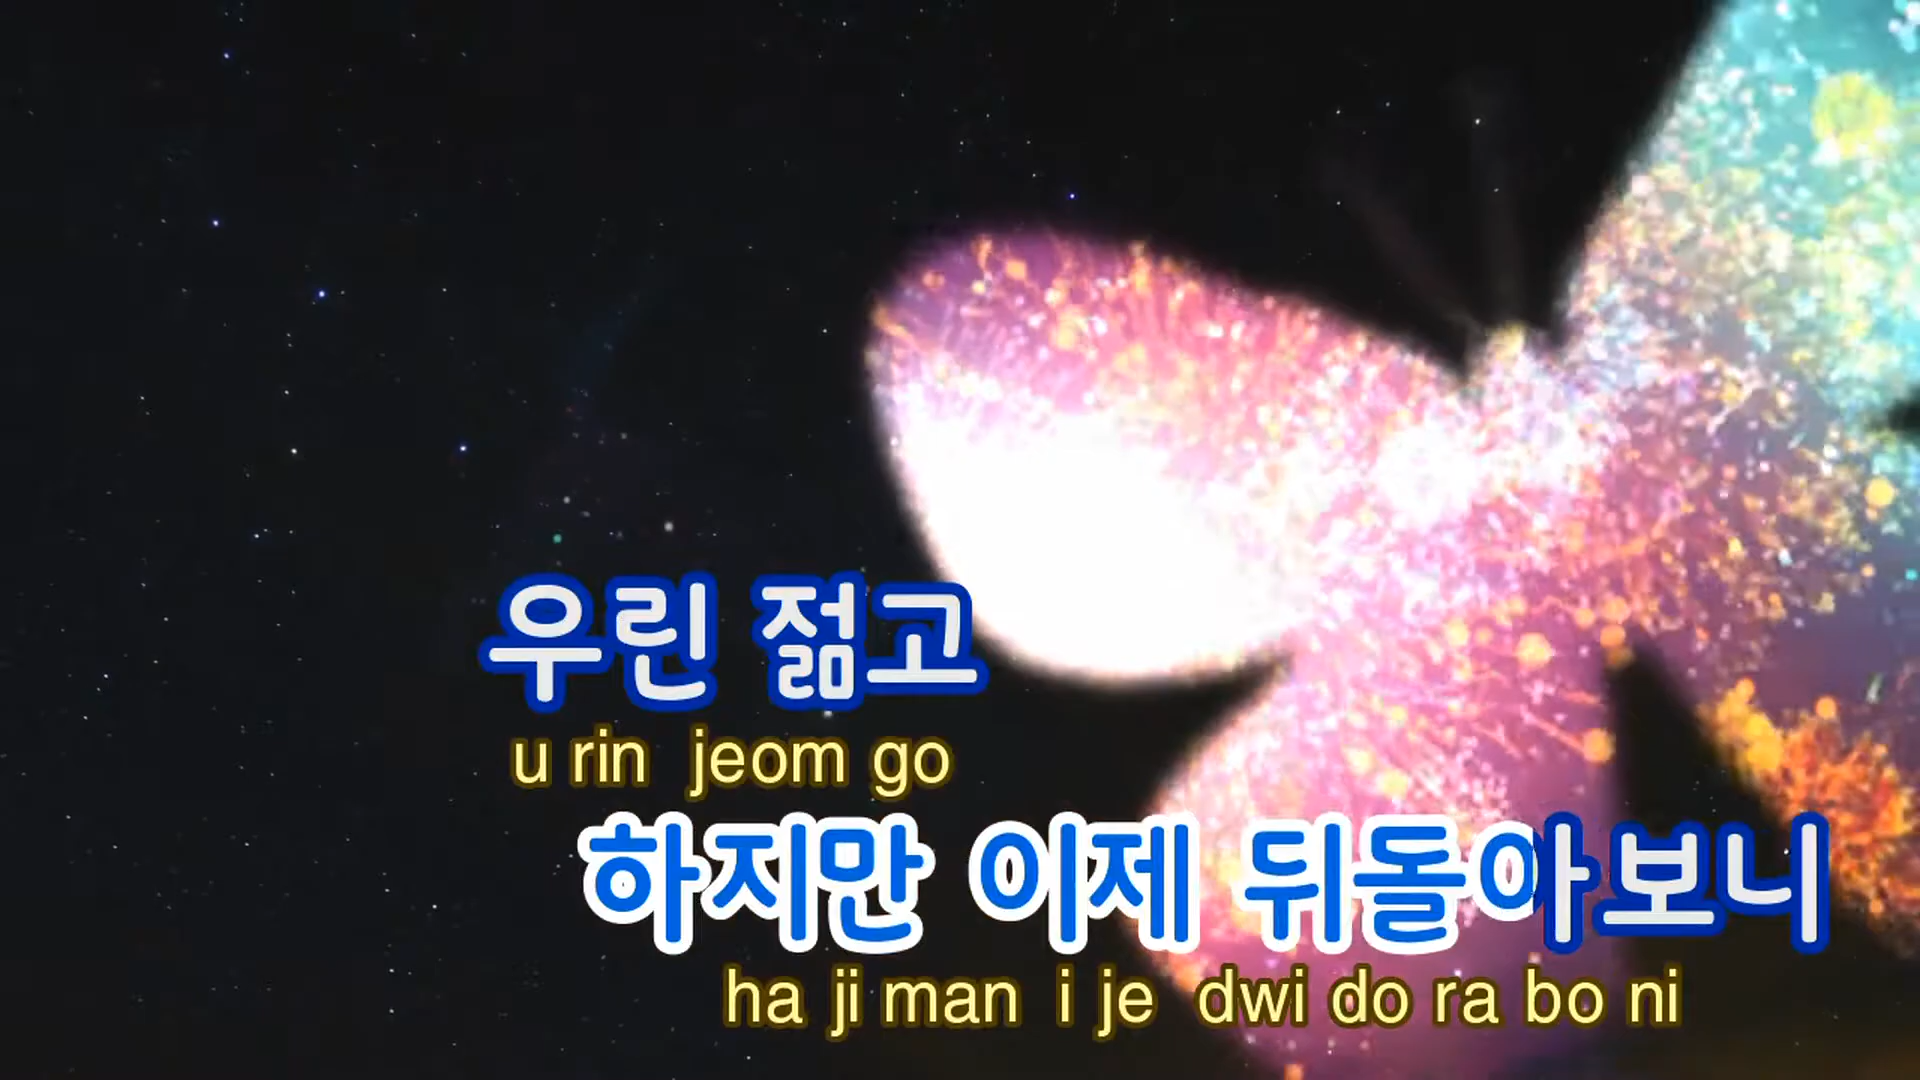 우린 젊고
u rin jeom go
하지만 이제 뒤돌아보니
ha ji man i je dwi do ra bo ni